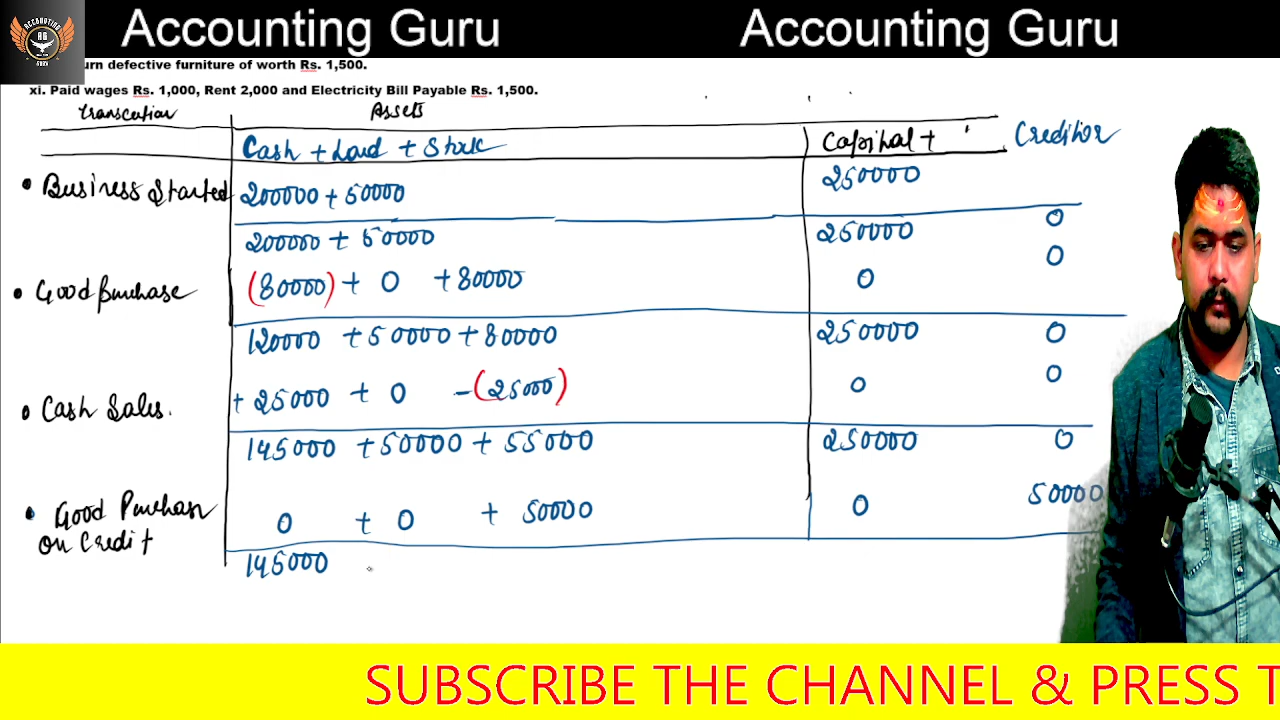 Accounting Guru
Accounting Guru
ACCOUNTING
AG
GURU
urn defective furniture of worth Rs. 1,500.
xi. Paid wages Rs. 1,000, Rent 2,000 and Electricity Bill Payable Rs. 1,500.
Transcation Assets
Cash + Land + Stock Capital + Creditior
Business Started 200000 + 50000 250000
200000 + 50000 250000 0
Good Purchase (80000) + 0 + 80000 0 0
120000 + 50000 + 80000 250000 0
Cash Sales. + 25000 + 0 - (25000) 0 0
145000 + 50000 + 55000 250000 0
Good Purchase 0 + 0 + 50000 0 50000
on Credit
145000
SUBSCRIBE THE CHANNEL & PRESS T